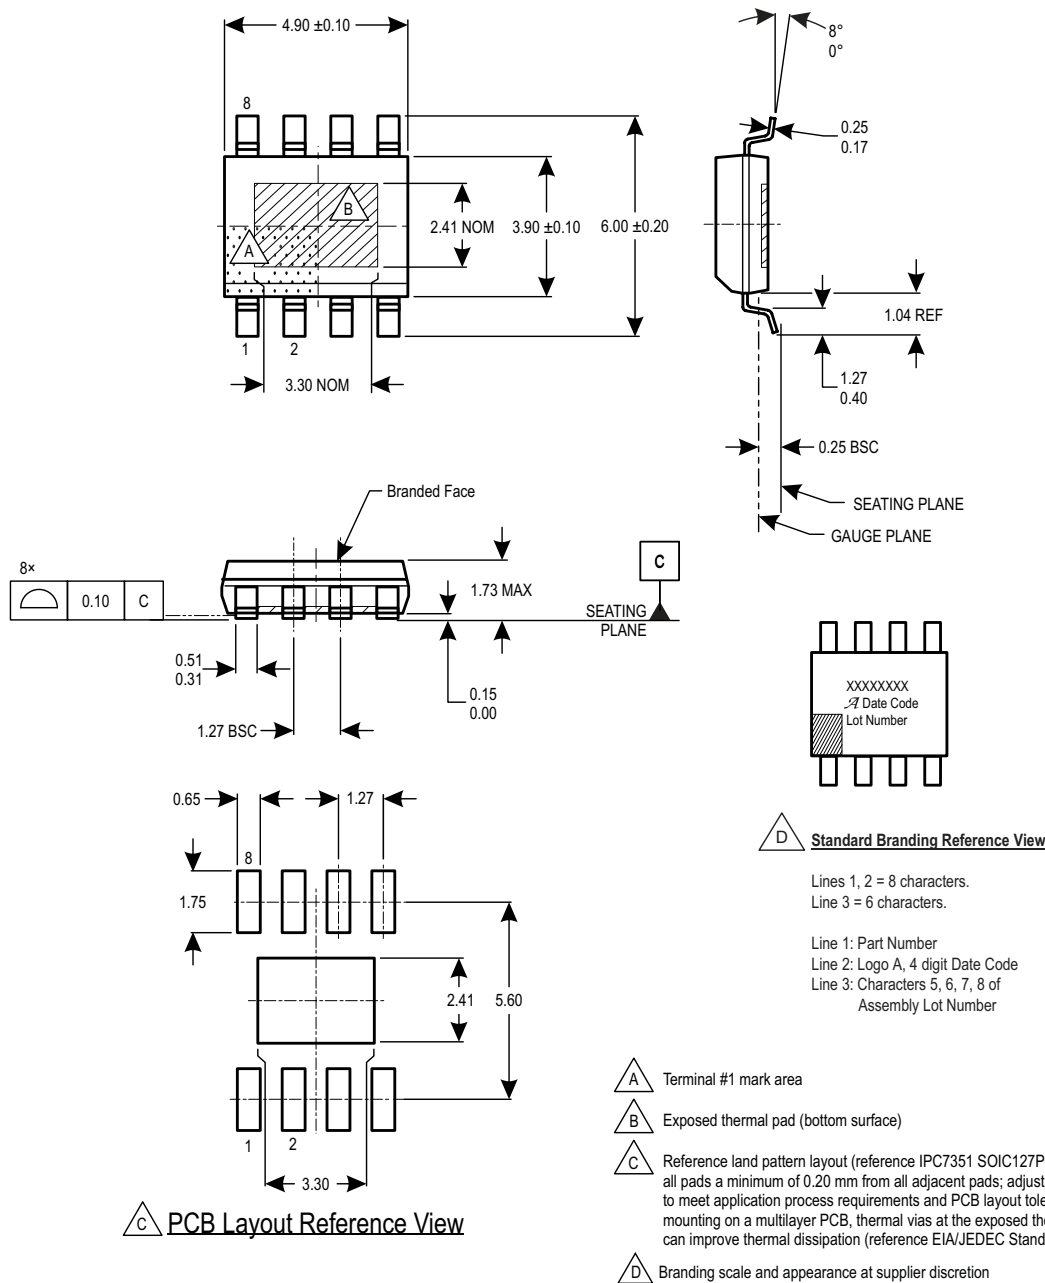 4.90 ±0.10
8°
0°
8
0.25
0.17
B
A
2.41 NOM
3.90 ±0.10
6.00 ±0.20
1.04 REF
1
2
3.30 NOM
1.27
0.40
0.25 BSC
SEATING PLANE
GAUGE PLANE
Branded Face
8×
0.10
C
1.73 MAX
C
SEATING
PLANE
0.51
0.31
0.15
0.00
1.27 BSC
XXXXXXXX
A Date Code
Lot Number
0.65
1.27
8
1.75
2.41
5.60
1
2
3.30
C PCB Layout Reference View
D Standard Branding Reference View
Lines 1, 2 = 8 characters.
Line 3 = 6 characters.
Line 1: Part Number
Line 2: Logo A, 4 digit Date Code
Line 3: Characters 5, 6, 7, 8 of
Assembly Lot Number
A Terminal #1 mark area
B Exposed thermal pad (bottom surface)
C Reference land pattern layout (reference IPC7351 SOIC127P
all pads a minimum of 0.20 mm from all adjacent pads; adjust
to meet application process requirements and PCB layout tole
mounting on a multilayer PCB, thermal vias at the exposed the
can improve thermal dissipation (reference EIA/JEDEC Stand
D Branding scale and appearance at supplier discretion